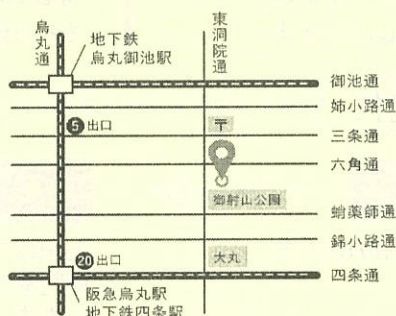 烏丸通
東洞院通
地下鉄
烏丸御池駅
御池通
姉小路通
❺出口
〒
三条通
六角通
御射山公園
蛸薬師通
錦小路通
⓴出口
大丸
四条通
阪急烏丸駅
地下鉄四条駅